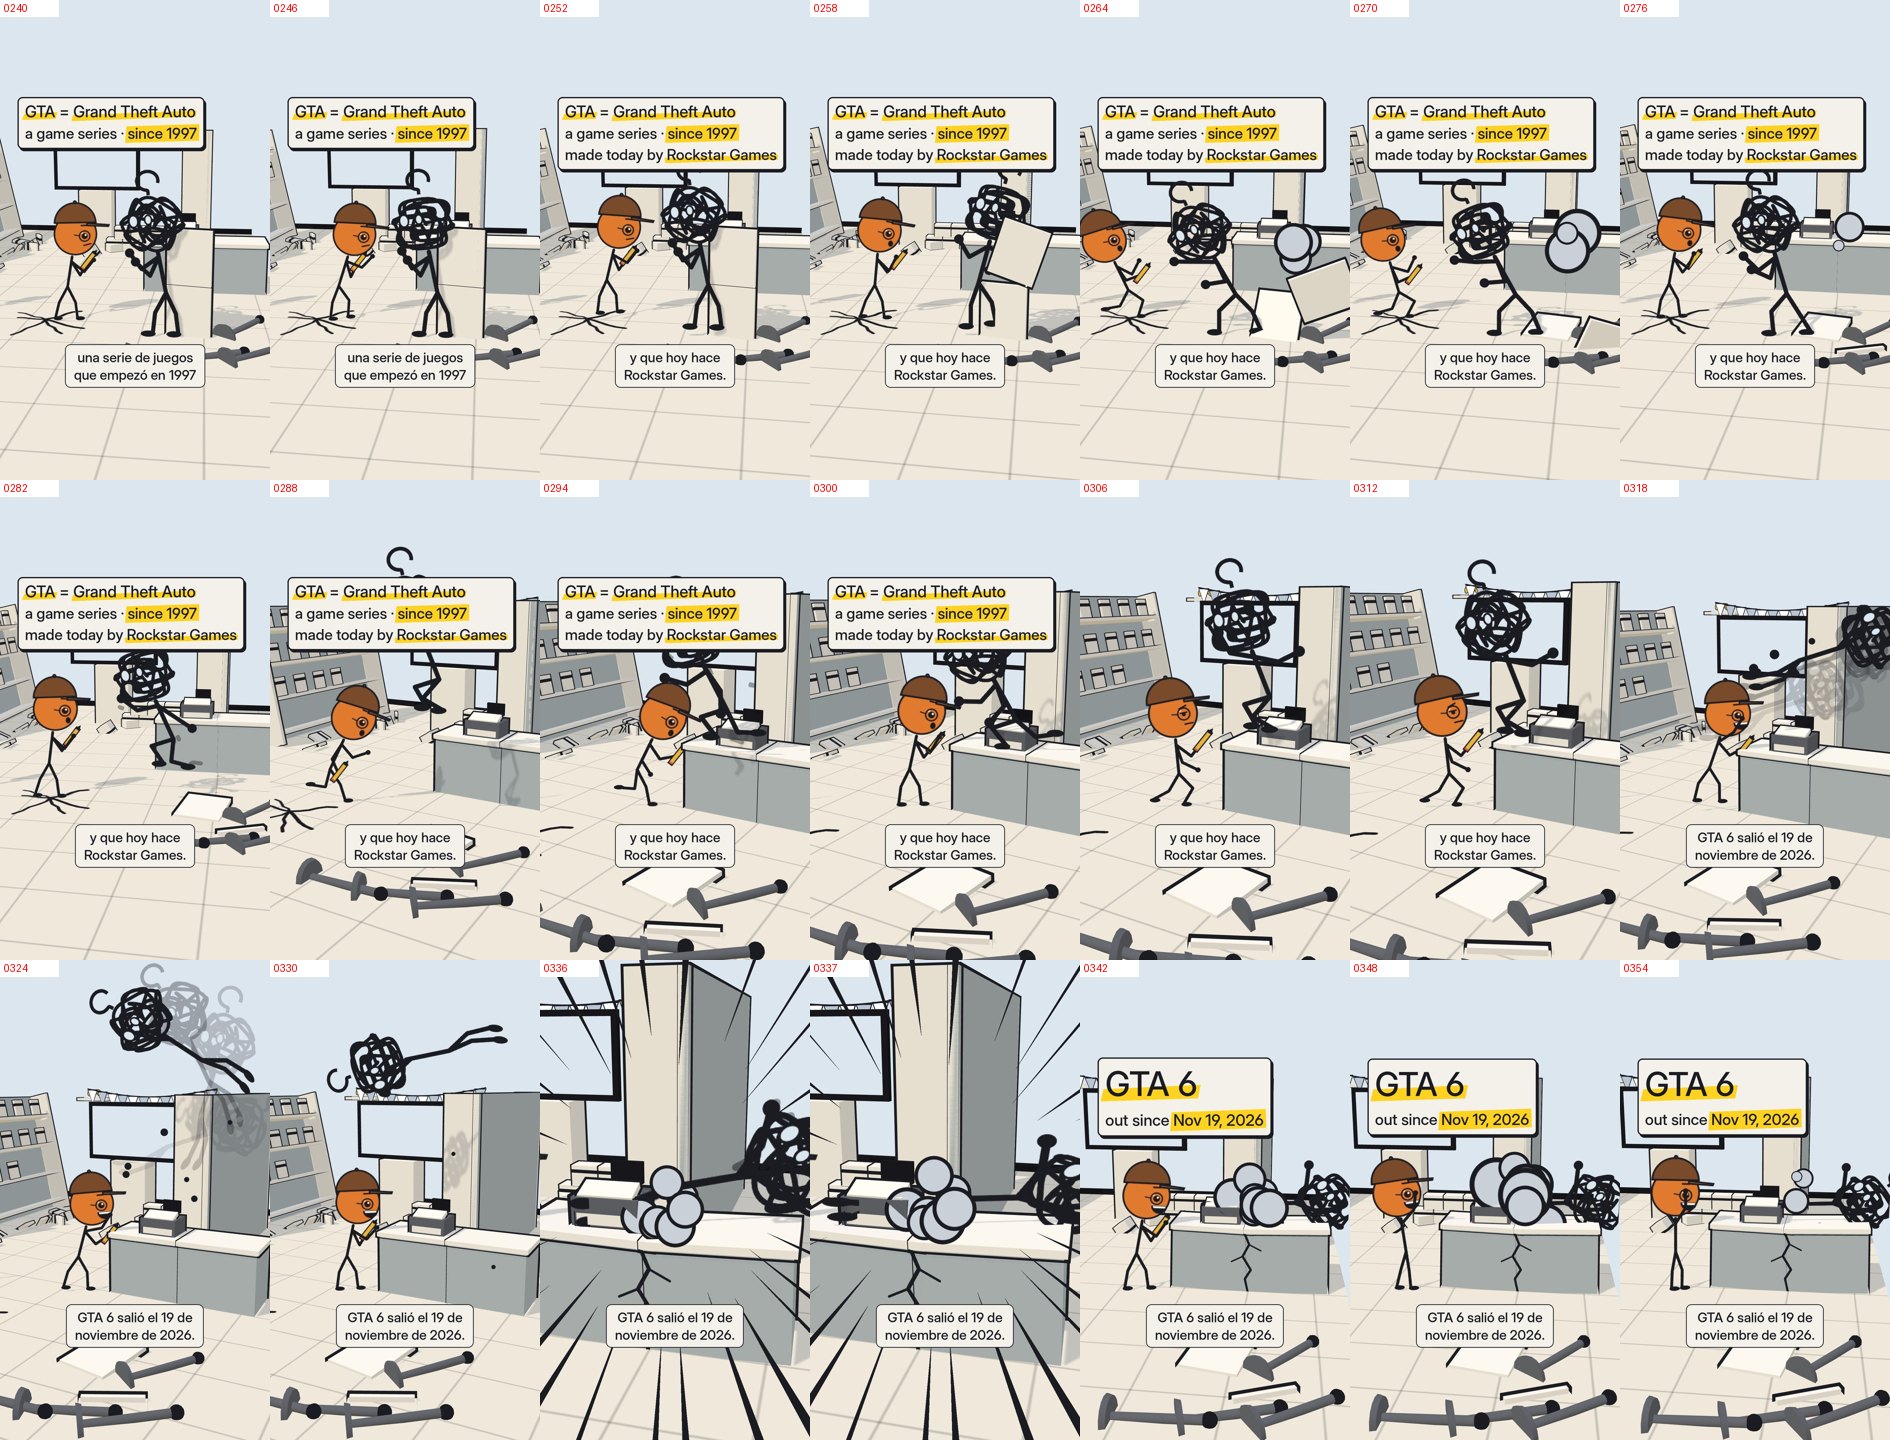 0240
GTA = Grand Theft Auto
a game series · since 1997
una serie de juegos
que empezó en 1997
0246
GTA = Grand Theft Auto
a game series · since 1997
una serie de juegos
que empezó en 1997
0252
GTA = Grand Theft Auto
a game series · since 1997
made today by Rockstar Games
y que hoy hace
Rockstar Games.
0258
GTA = Grand Theft Auto
a game series · since 1997
made today by Rockstar Games
y que hoy hace
Rockstar Games.
0264
GTA = Grand Theft Auto
a game series · since 1997
made today by Rockstar Games
y que hoy hace
Rockstar Games.
0270
GTA = Grand Theft Auto
a game series · since 1997
made today by Rockstar Games
y que hoy hace
Rockstar Games.
0276
GTA = Grand Theft Auto
a game series · since 1997
made today by Rockstar Games
y que hoy hace
Rockstar Games.
0282
GTA = Grand Theft Auto
a game series · since 1997
made today by Rockstar Games
y que hoy hace
Rockstar Games.
0288
GTA = Grand Theft Auto
a game series · since 1997
made today by Rockstar Games
y que hoy hace
Rockstar Games.
0294
GTA = Grand Theft Auto
a game series · since 1997
made today by Rockstar Games
y que hoy hace
Rockstar Games.
0300
GTA = Grand Theft Auto
a game series · since 1997
made today by Rockstar Games
y que hoy hace
Rockstar Games.
0306
y que hoy hace
Rockstar Games.
0312
y que hoy hace
Rockstar Games.
0318
GTA 6 salió el 19 de
noviembre de 2026.
0324
GTA 6 salió el 19 de
noviembre de 2026.
0330
GTA 6 salió el 19 de
noviembre de 2026.
0336
GTA 6 salió el 19 de
noviembre de 2026.
0337
GTA 6 salió el 19 de
noviembre de 2026.
0342
GTA 6
out since Nov 19, 2026
GTA 6 salió el 19 de
noviembre de 2026.
0348
GTA 6
out since Nov 19, 2026
GTA 6 salió el 19 de
noviembre de 2026.
0354
GTA 6
out since Nov 19, 2026
GTA 6 salió el 19 de
noviembre de 2026.